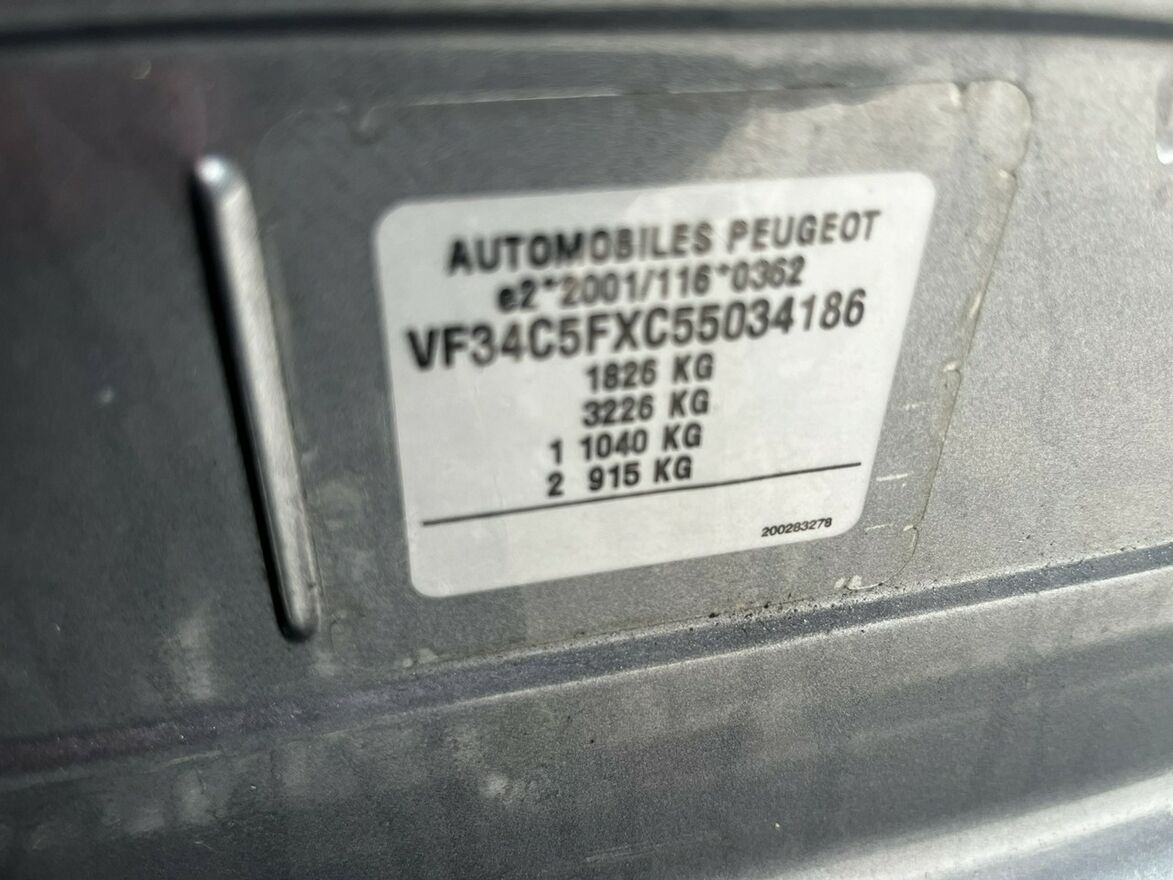 AUTOMOBILES PEUGEOT
e2*2001/116*0362
VF34C5FXC55034186
1826 KG
3226 KG
1 1040 KG
2 915 KG
200283278